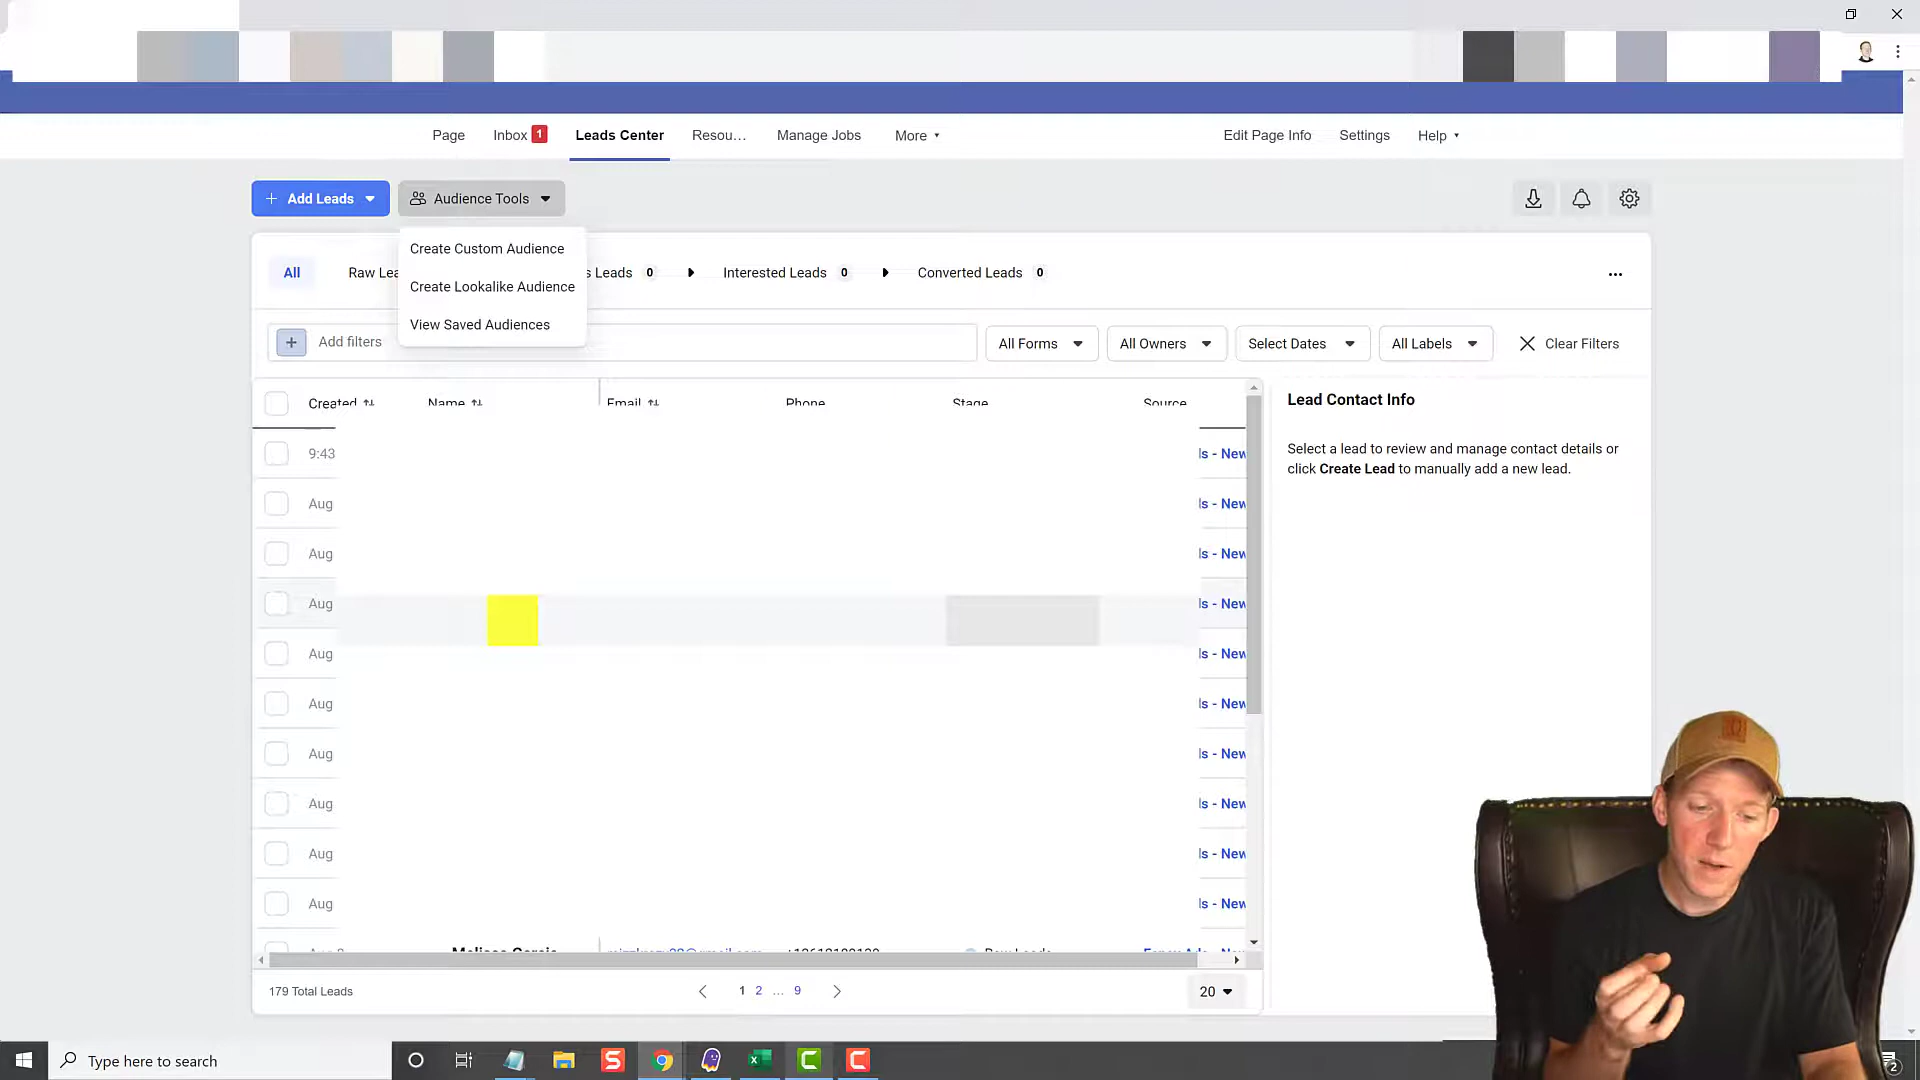 Page
Inbox 1
Leads Center
Resou...
Manage Jobs
More
Edit Page Info
Settings
Help
+ Add Leads
Audience Tools
Create Custom Audience
Create Lookalike Audience
View Saved Audiences
All
Raw Lea
s Leads 0
Interested Leads 0
Converted Leads 0
...
+ Add filters
All Forms
All Owners
Select Dates
All Labels
Clear Filters
Created
Name
Email
Phone
Stage
Source
Lead Contact Info
Select a lead to review and manage contact details or
click Create Lead to manually add a new lead.
9:43
ls - New
Aug
ls - New
Aug
ls - New
Aug
ls - New
Aug
ls - New
Aug
ls - New
Aug
ls - New
Aug
ls - New
Aug
ls - New
Aug
ls - New
179 Total Leads
1 2 ... 9
20
Type here to search
2